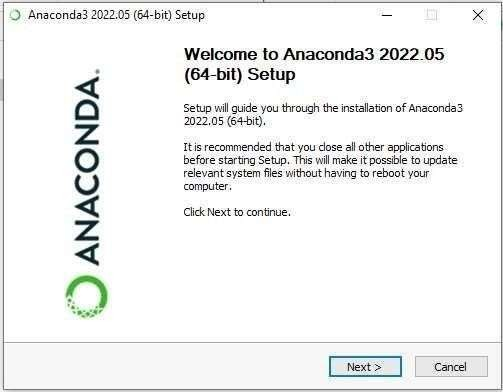 Anaconda3 2022.05 (64-bit) Setup
ANACONDA.
Welcome to Anaconda3 2022.05
(64-bit) Setup
Setup will guide you through the installation of Anaconda3
2022.05 (64-bit).
It is recommended that you close all other applications
before starting Setup. This will make it possible to update
relevant system files without having to reboot your
computer.
Click Next to continue.
Next >
Cancel